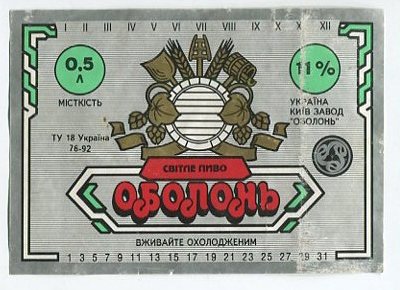 I II III IV V VI VII VIII IX X XI XII
0.5
Л
МІСТКІСТЬ
11%
УКРАЇНА
КИЇВ ЗАВОД
"ОБОЛОНЬ"
ТУ 18 Україна
76-92
СВІТЛЕ ПИВО
ОБОЛОНЬ
ВЖИВАЙТЕ ОХОЛОДЖЕНИМ
1 3 5 7 9 11 13 15 17 19 21 23 25 27 29 31